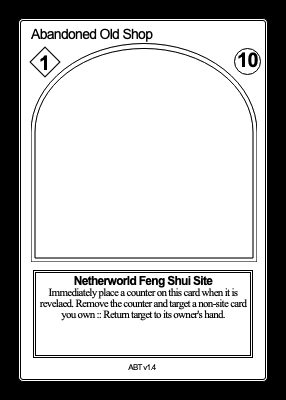 Abandoned Old Shop
1
10
Netherworld Feng Shui Site
Immediately place a counter on this card when it is
revelaed. Remove the counter and target a non-site card
you own :: Return target to its owner's hand.
ABT v1.4